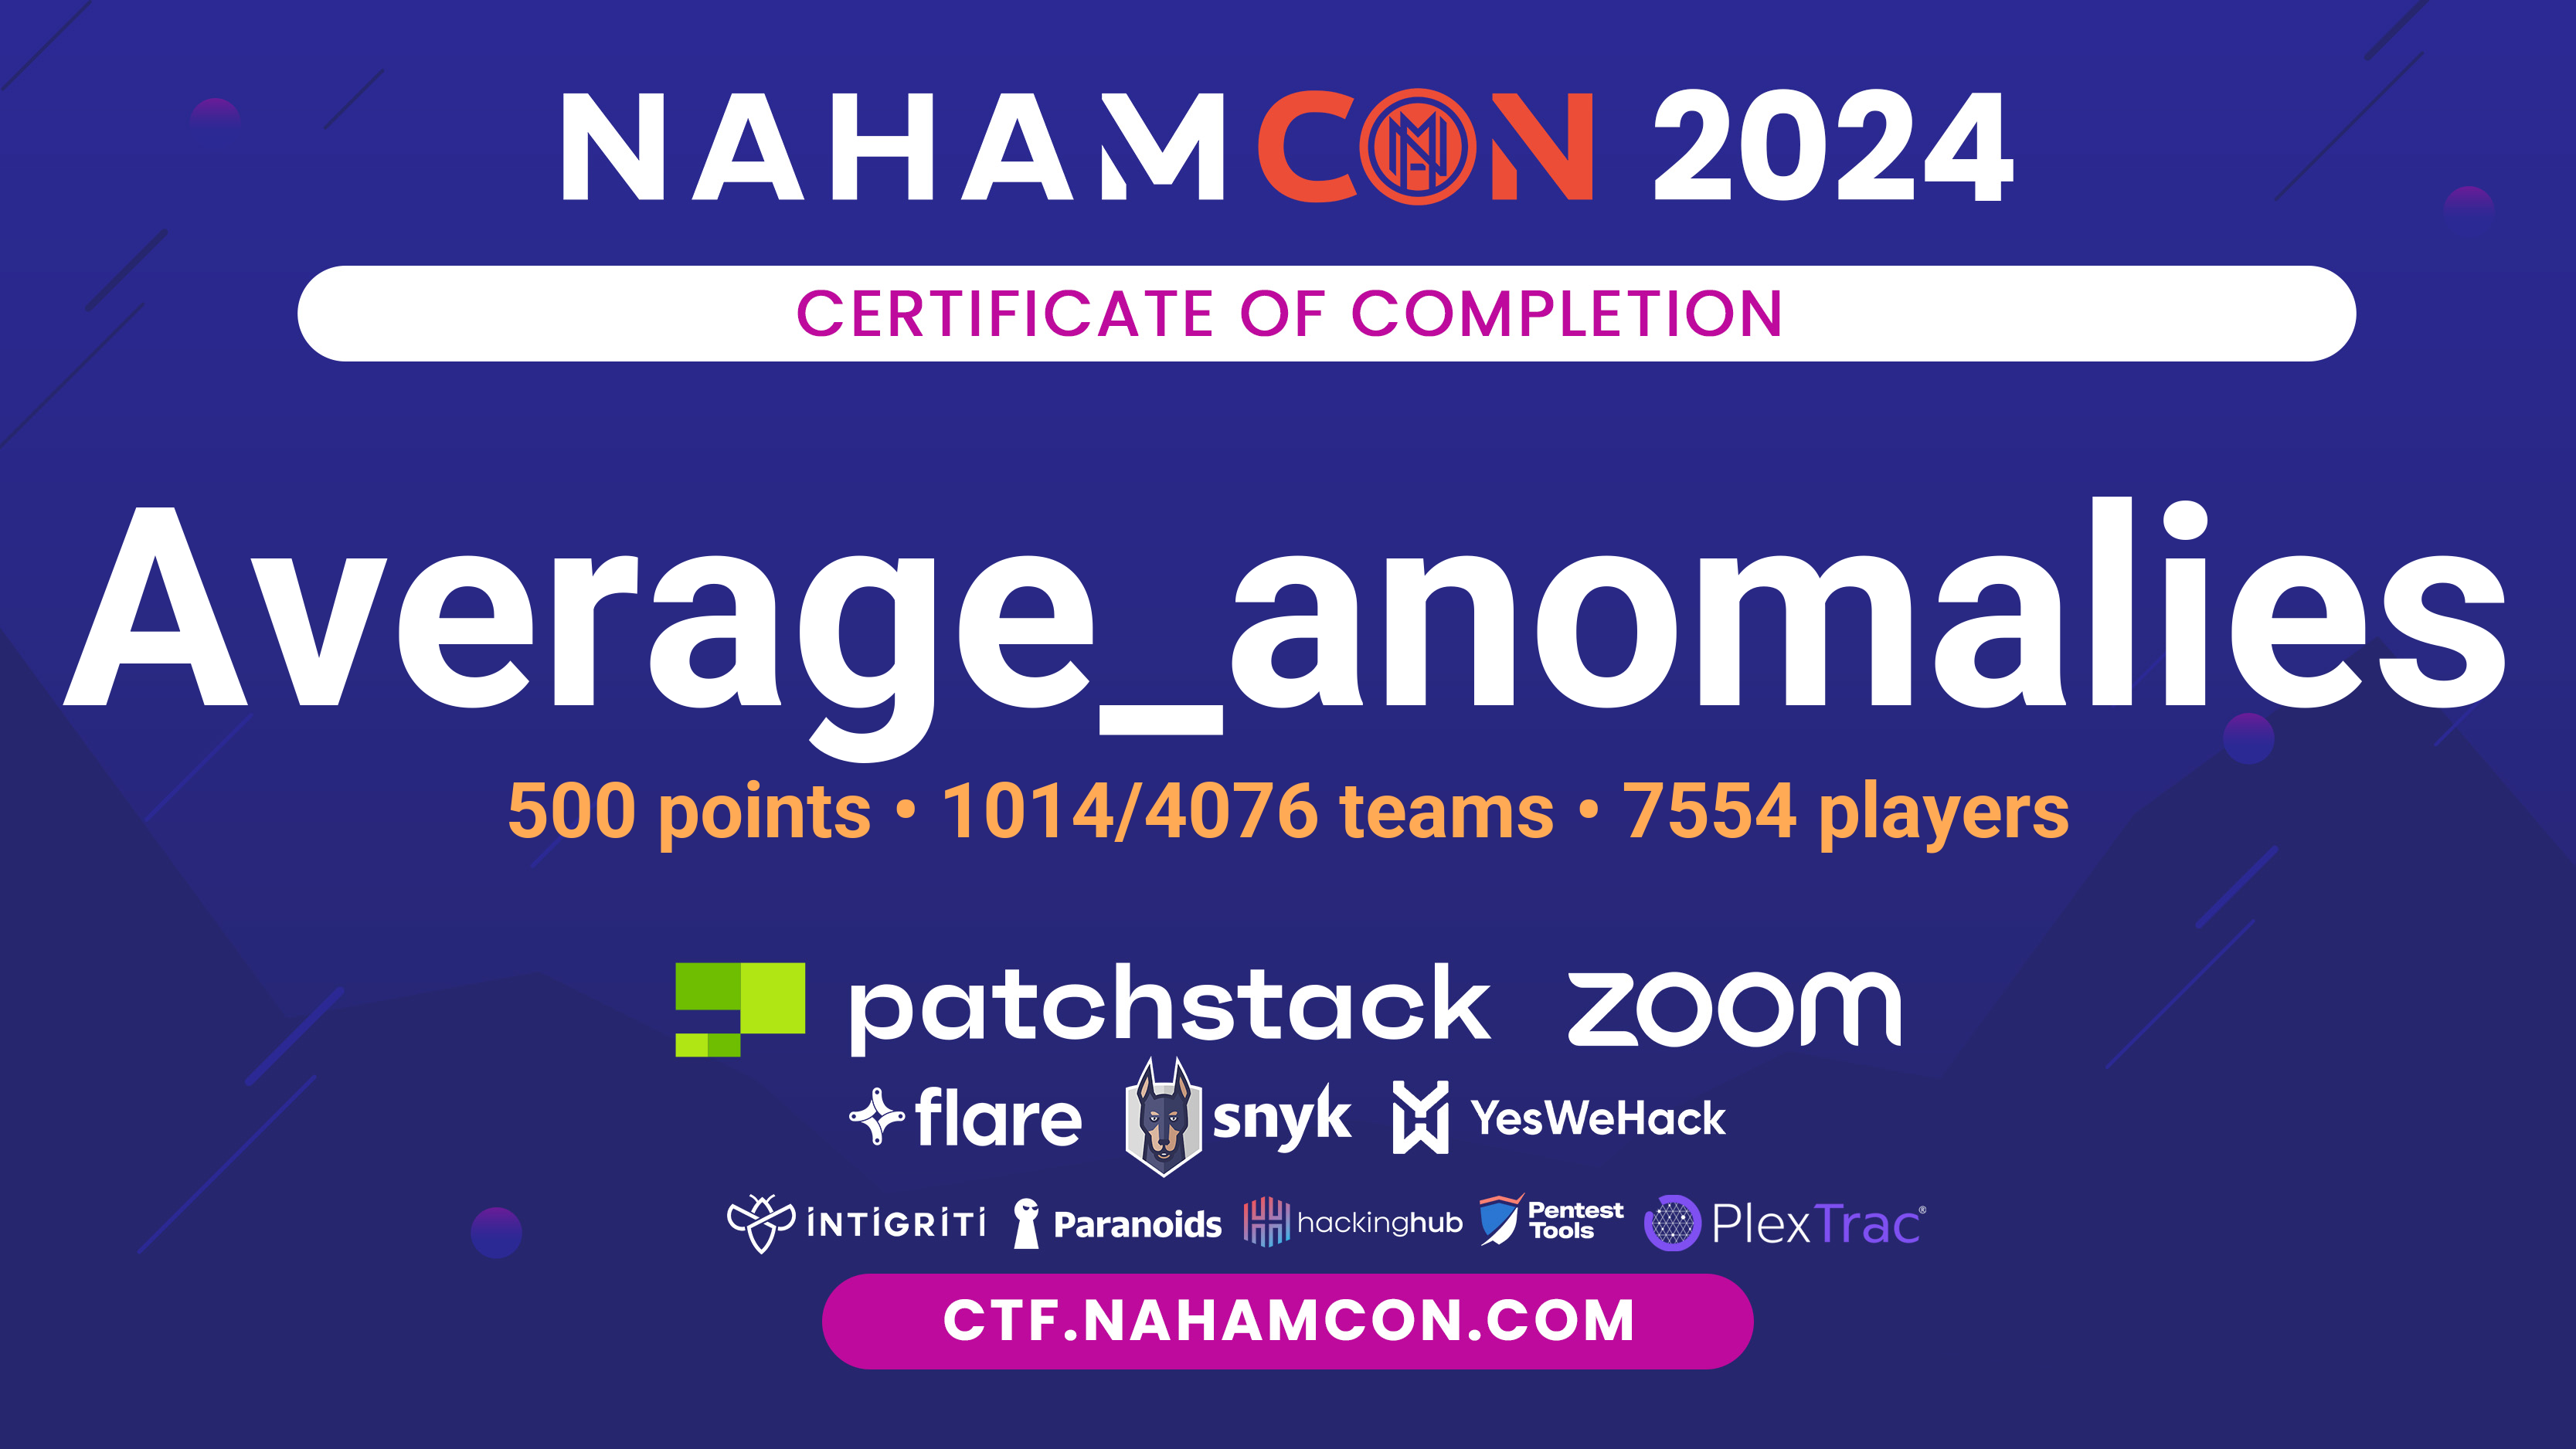 NAHAMCON 2024
CERTIFICATE OF COMPLETION
Average_anomalies
500 points • 1014/4076 teams • 7554 players
patchstack zoom
flare snyk YesWeHack
INTIGRITI Paranoids hackinghub Pentest Tools PlexTrac®
CTF.NAHAMCON.COM